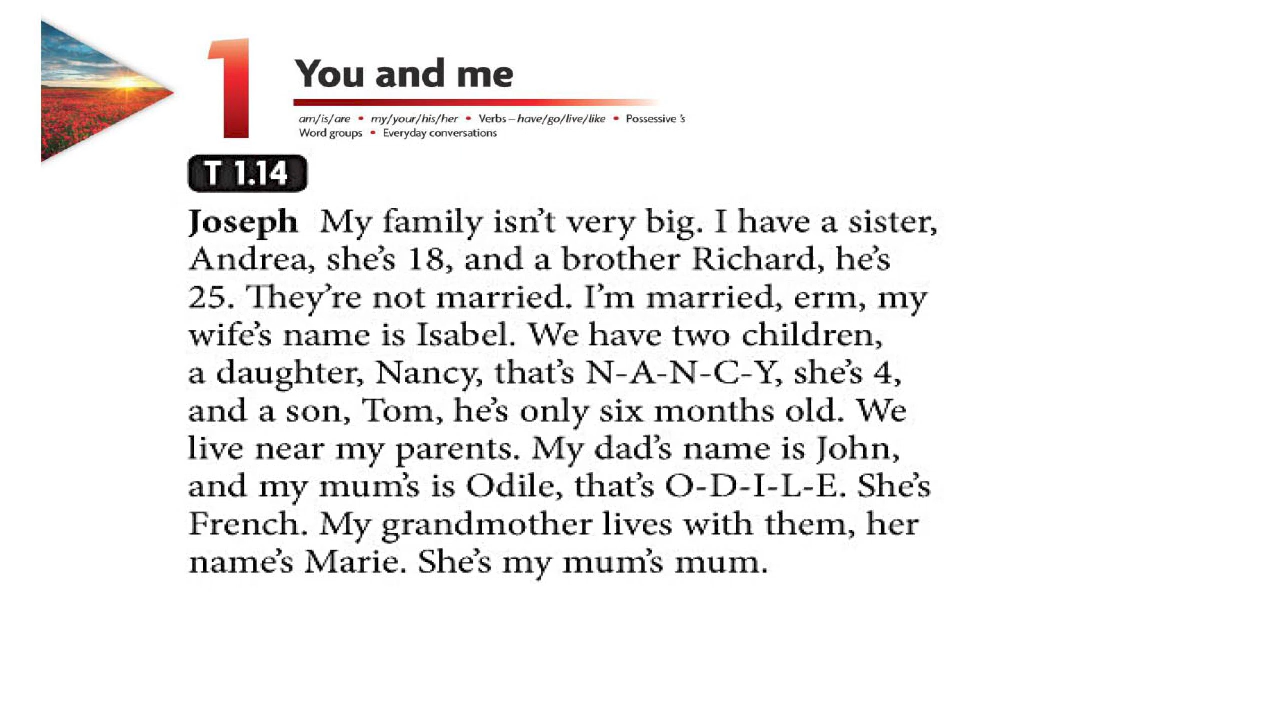 1
You and me
am/is/are • my/your/his/her • Verbs – have/go/live/like • Possessive 's
Word groups • Everyday conversations
T 1.14
Joseph My family isn't very big. I have a sister,
Andrea, she's 18, and a brother Richard, he's
25. They're not married. I'm married, erm, my
wife's name is Isabel. We have two children,
a daughter, Nancy, that's N-A-N-C-Y, she's 4,
and a son, Tom, he's only six months old. We
live near my parents. My dad's name is John,
and my mum's is Odile, that's O-D-I-L-E. She's
French. My grandmother lives with them, her
name's Marie. She's my mum's mum.